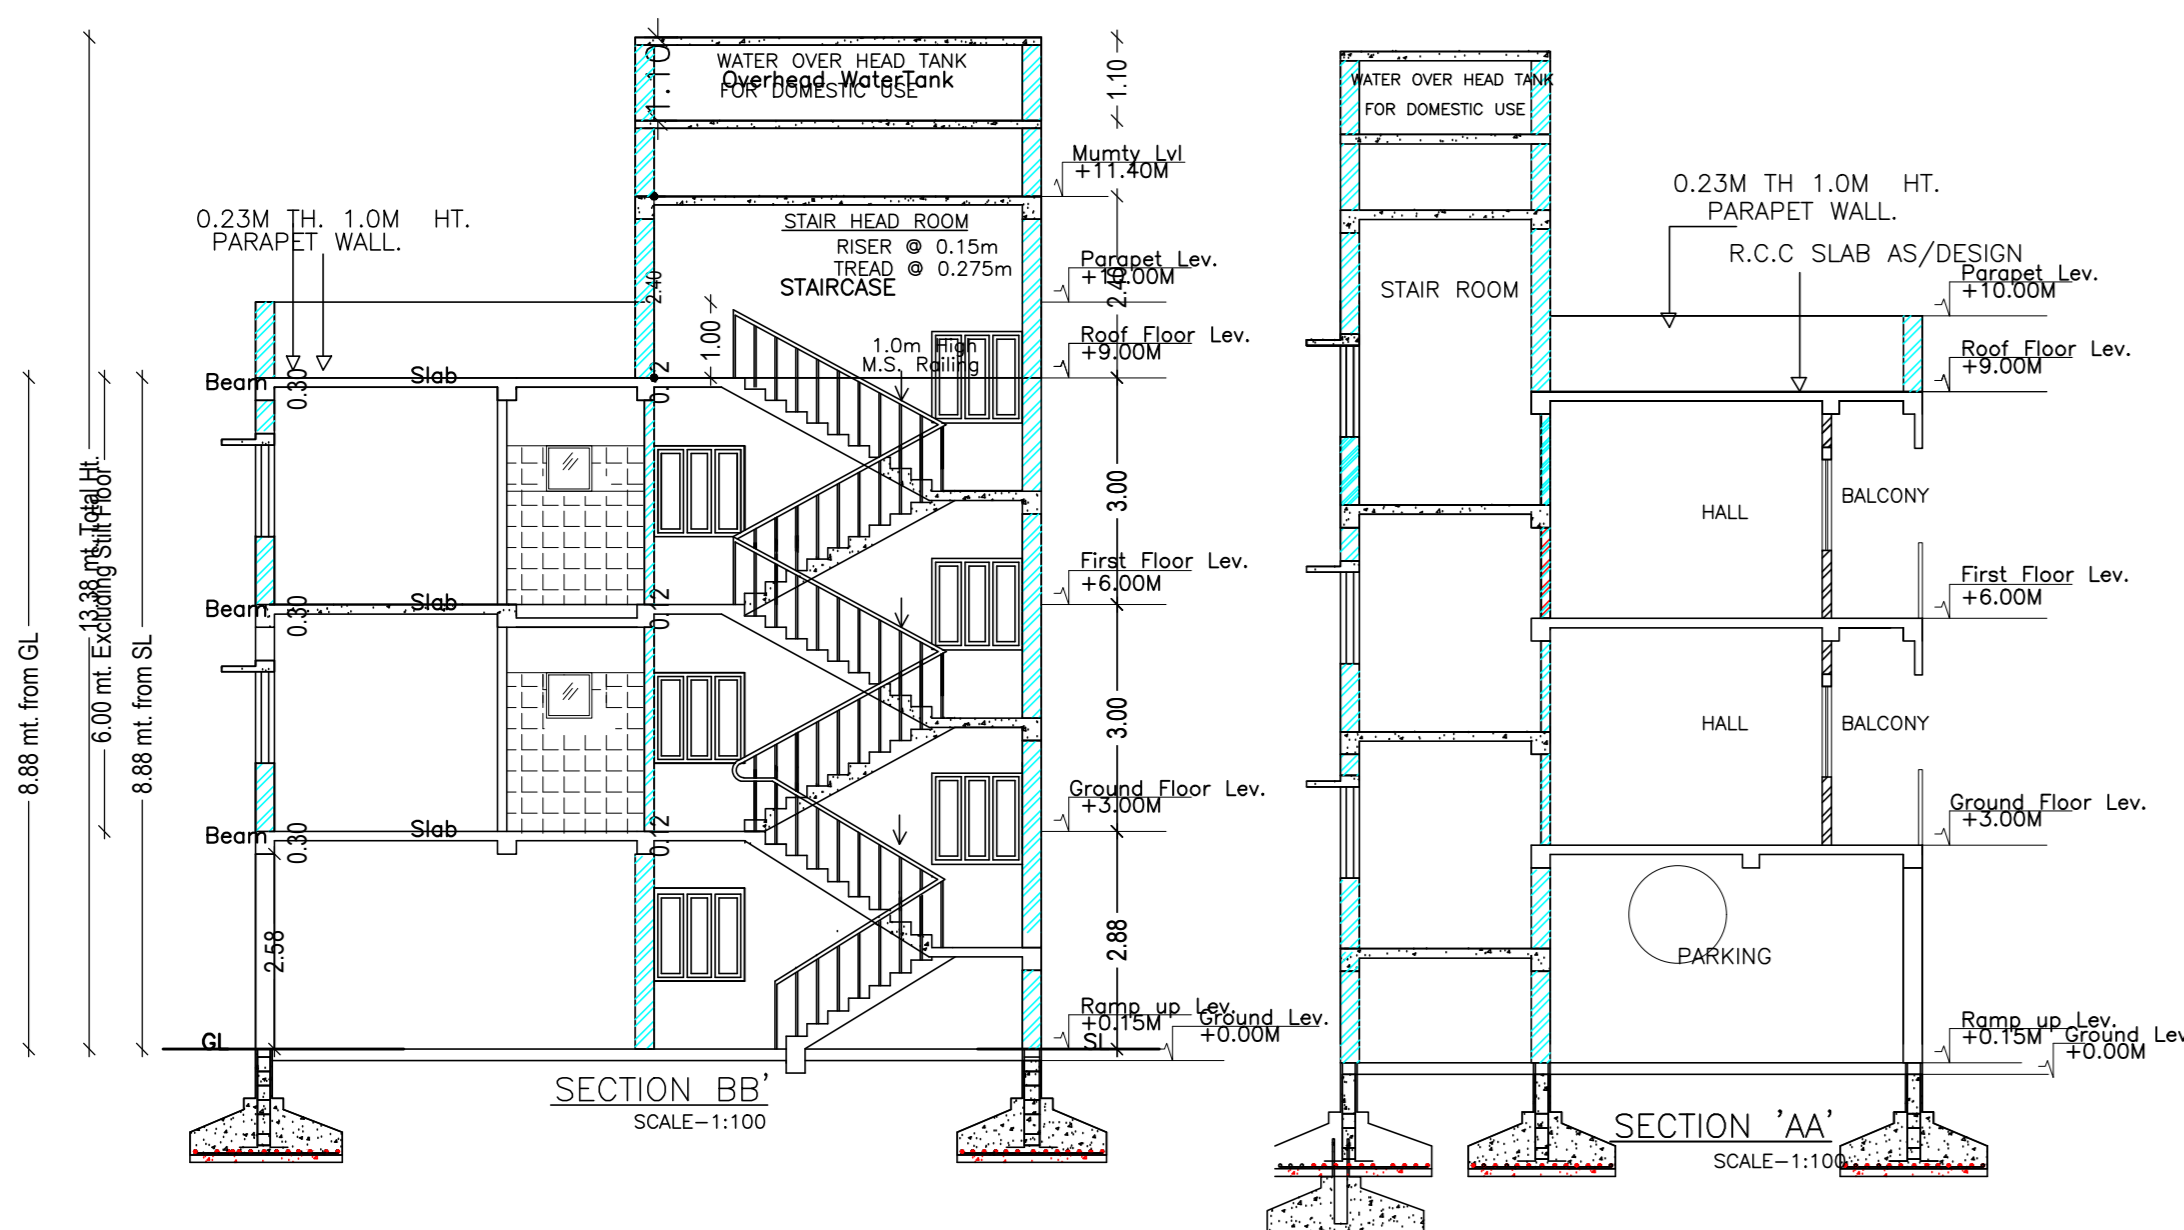 WATER OVER HEAD TANK
Overhead WaterTank
FOR DOMESTIC USE
1.10
1.10
Mumty Lvl
+11.40M
0.23M TH. 1.0M HT.
PARAPET WALL.
STAIR HEAD ROOM
RISER @ 0.15m
TREAD @ 0.275m
STAIRCASE
2.40
2.40
Parapet Lev.
+10.00M
1.00
1.0m High
M.S. Railing
Roof Floor Lev.
+9.00M
Beam
0.30
Slab
0.12
3.00
First Floor Lev.
+6.00M
Beam
0.30
Slab
0.12
3.00
Ground Floor Lev.
+3.00M
Beam
0.30
Slab
0.12
2.88
2.58
8.88 mt. from GL
13.38 mt. Total Ht.
6.00 mt. Excluding Stilt Floor
8.88 mt. from SL
Ramp up Lev.
+0.15M
Ground Lev.
+0.00M
GL
SL
SECTION BB'
SCALE-1:100
WATER OVER HEAD TANK
FOR DOMESTIC USE
0.23M TH 1.0M HT.
PARAPET WALL.
R.C.C SLAB AS/DESIGN
STAIR ROOM
Parapet Lev.
+10.00M
Roof Floor Lev.
+9.00M
HALL
BALCONY
First Floor Lev.
+6.00M
HALL
BALCONY
Ground Floor Lev.
+3.00M
PARKING
Ramp up Lev.
+0.15M
Ground Lev
+0.00M
SECTION 'AA'
SCALE-1:100